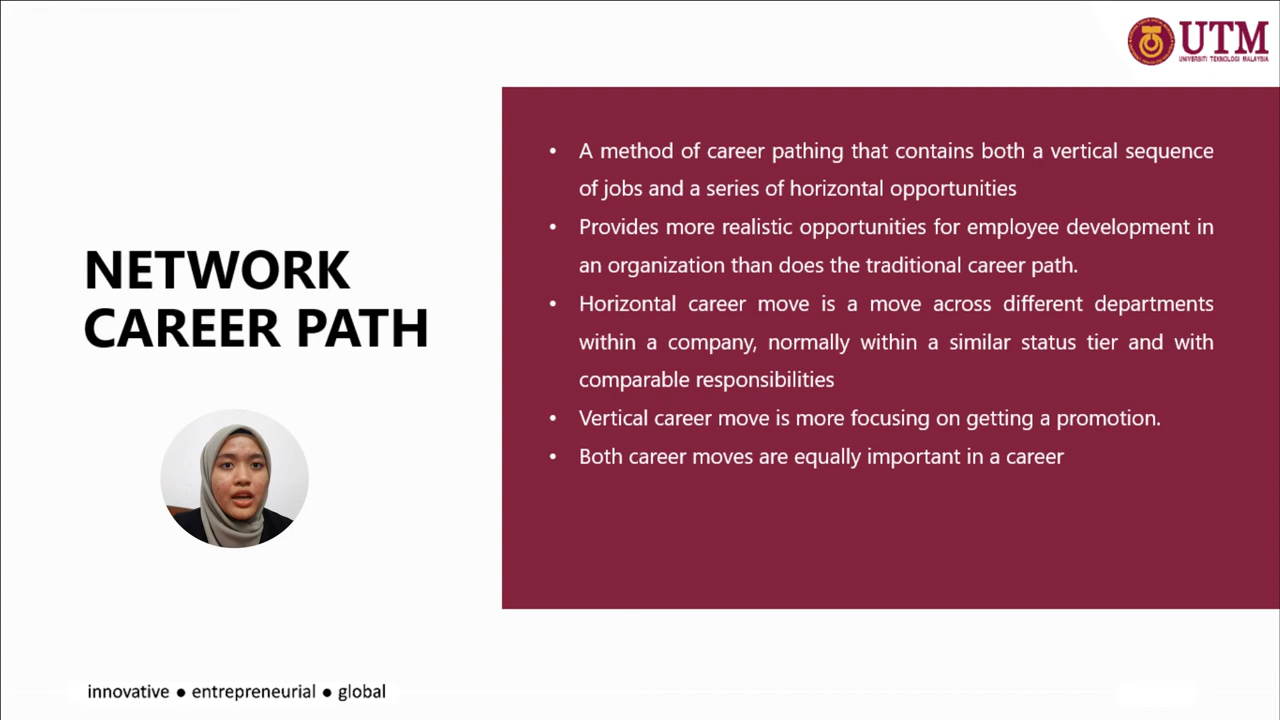 UTM
UNIVERSITI TEKNOLOGI MALAYSIA
NETWORK
CAREER PATH
• A method of career pathing that contains both a vertical sequence
of jobs and a series of horizontal opportunities
• Provides more realistic opportunities for employee development in
an organization than does the traditional career path.
• Horizontal career move is a move across different departments
within a company, normally within a similar status tier and with
comparable responsibilities
• Vertical career move is more focusing on getting a promotion.
• Both career moves are equally important in a career
innovative ● entrepreneurial ● global